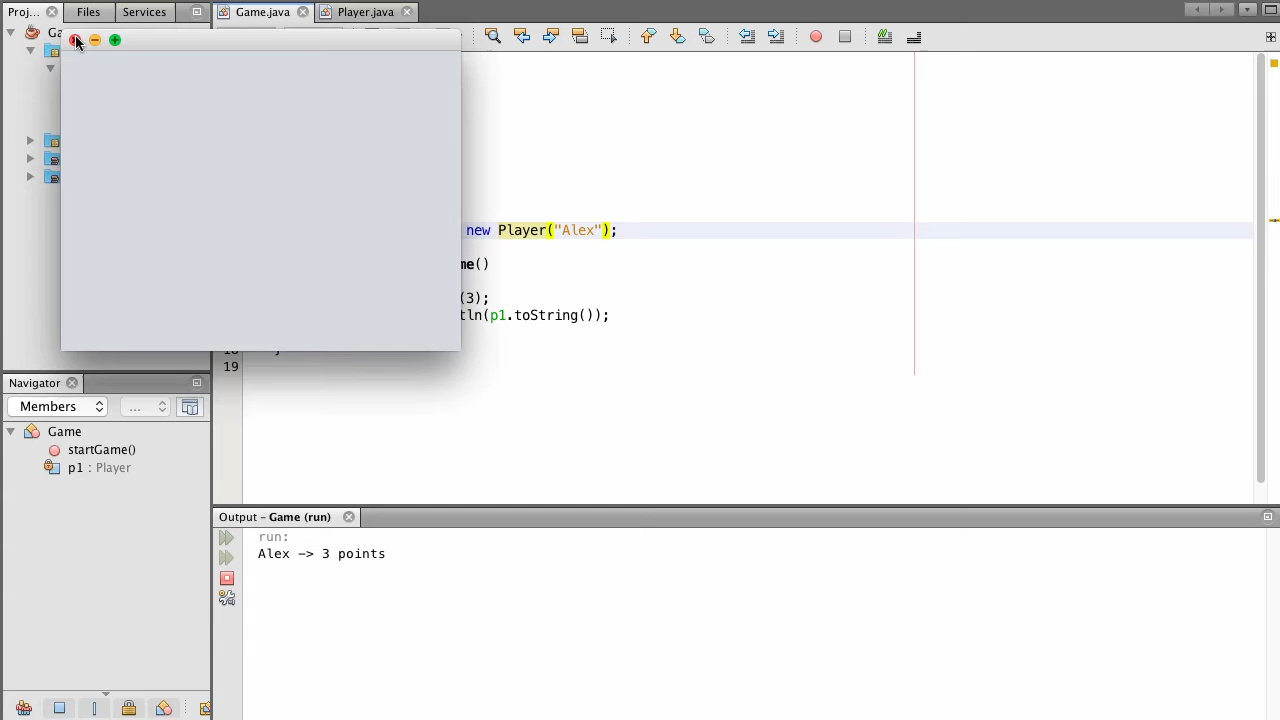 Proj...
Files
Services
Game.java
Player.java
Ga
new Player("Alex");
me()
(3);
tln(p1.toString());
18 }
19
Navigator
Members
...
Game
startGame()
p1 : Player
Output – Game (run)
run:
Alex -> 3 points